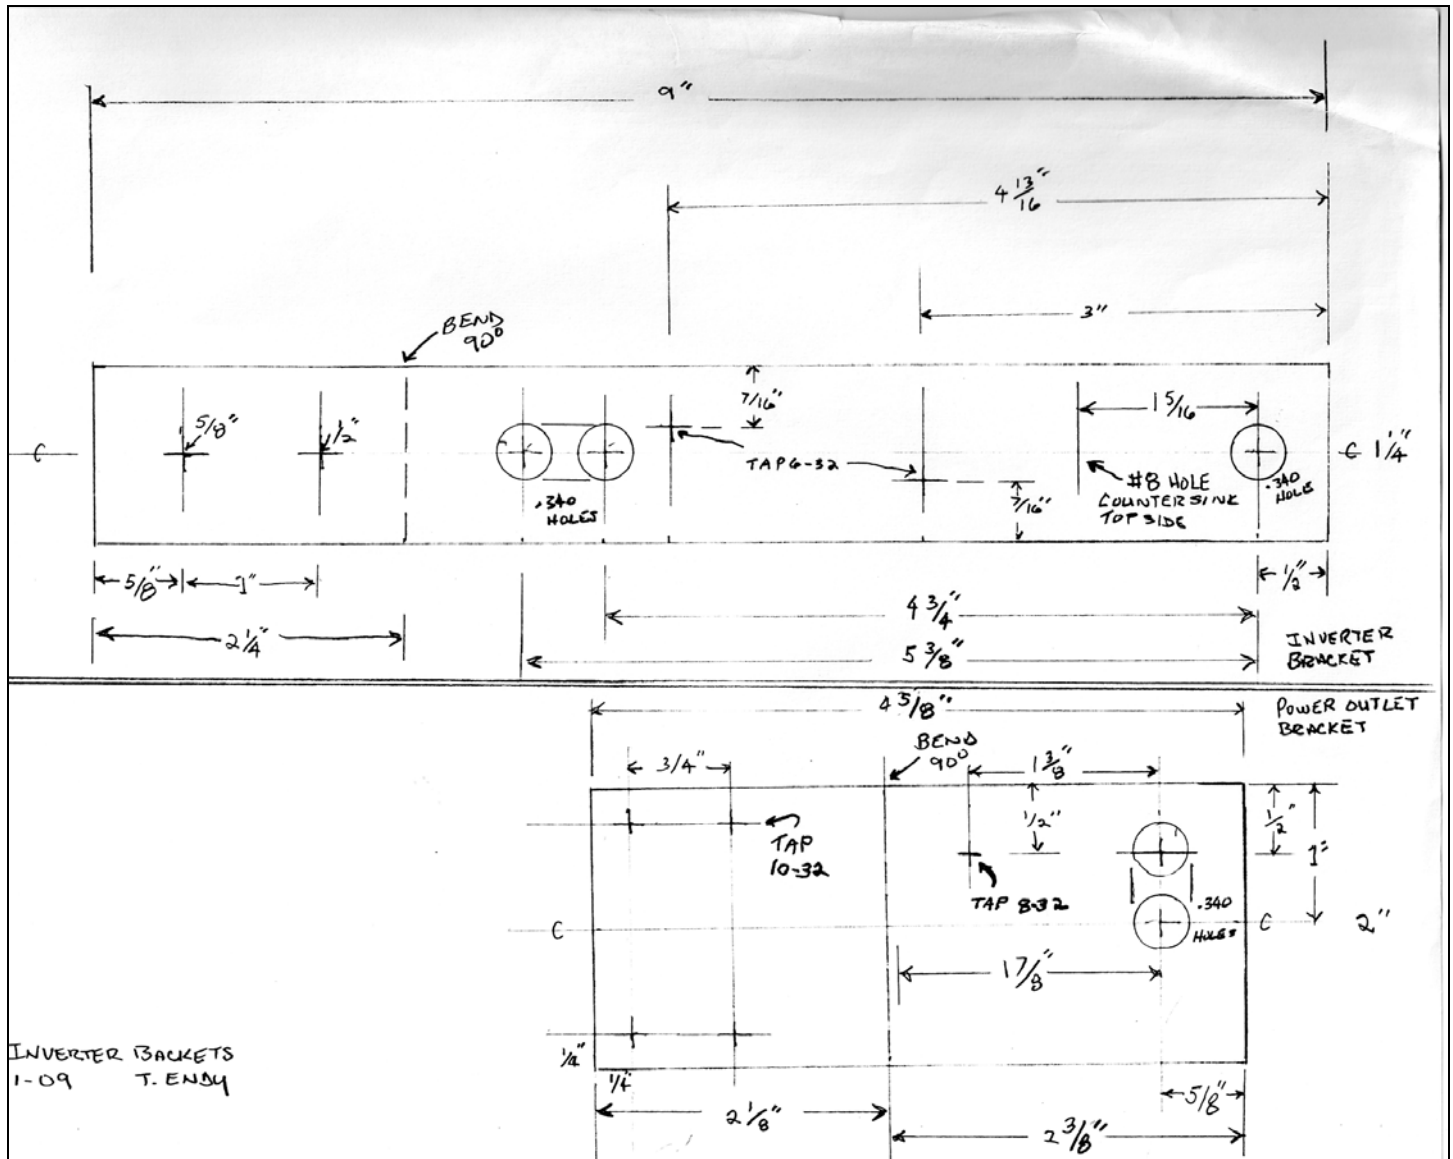 9"
4 13/16"
3"
BEND
90°
7/16"
1 5/16
5/8"
1/2"
C
TAP 6-32
C 1 1/4"
#8 HOLE
COUNTERSINK
TOP SIDE
.340
HOLES
.340
HOLES
7/16"
5/8"
1"
1/2"
4 3/4"
2 1/4"
5 3/8"
INVERTER
BRACKET
4 5/8"
POWER OUTLET
BRACKET
BEND
90°
3/4"
1 3/8"
1/2"
1/2"
TAP
10-32
1"
TAP 8-32
.340
HOLES
C
C
2"
1 7/8"
INVERTER BACKETS
1-09 T. ENDY
1/4"
1/4"
5/8"
2 1/8"
2 3/8"